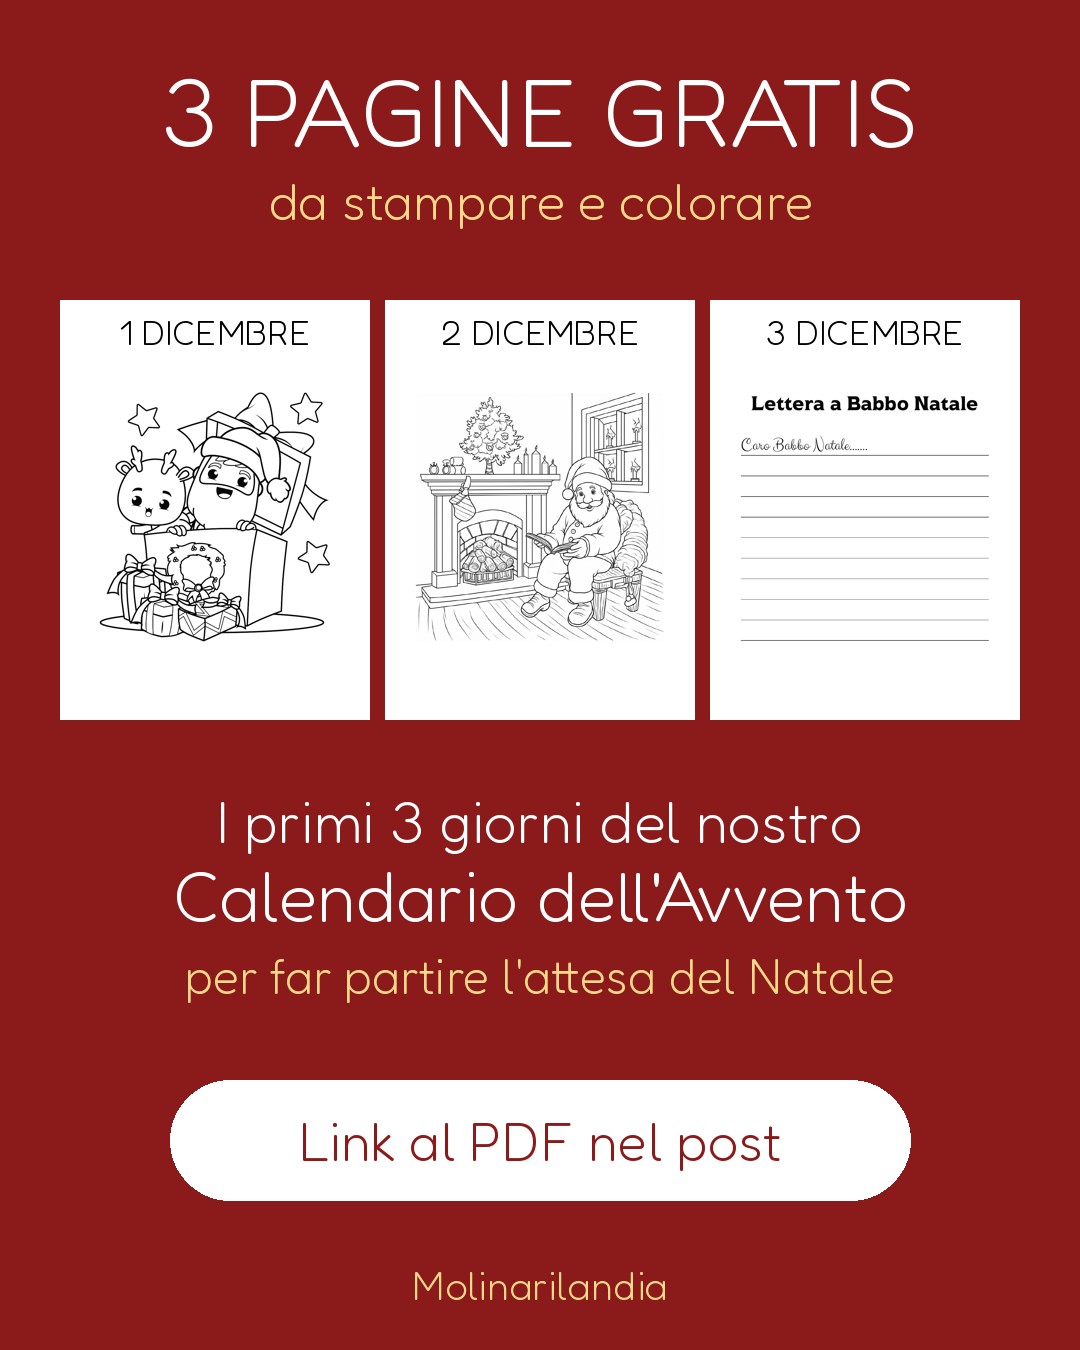 3 PAGINE GRATIS
da stampare e colorare
1 DICEMBRE
2 DICEMBRE
3 DICEMBRE
Lettera a Babbo Natale
Caro Babbo Natale.......
I primi 3 giorni del nostro
Calendario dell'Avvento
per far partire l'attesa del Natale
Link al PDF nel post
Molinarilandia